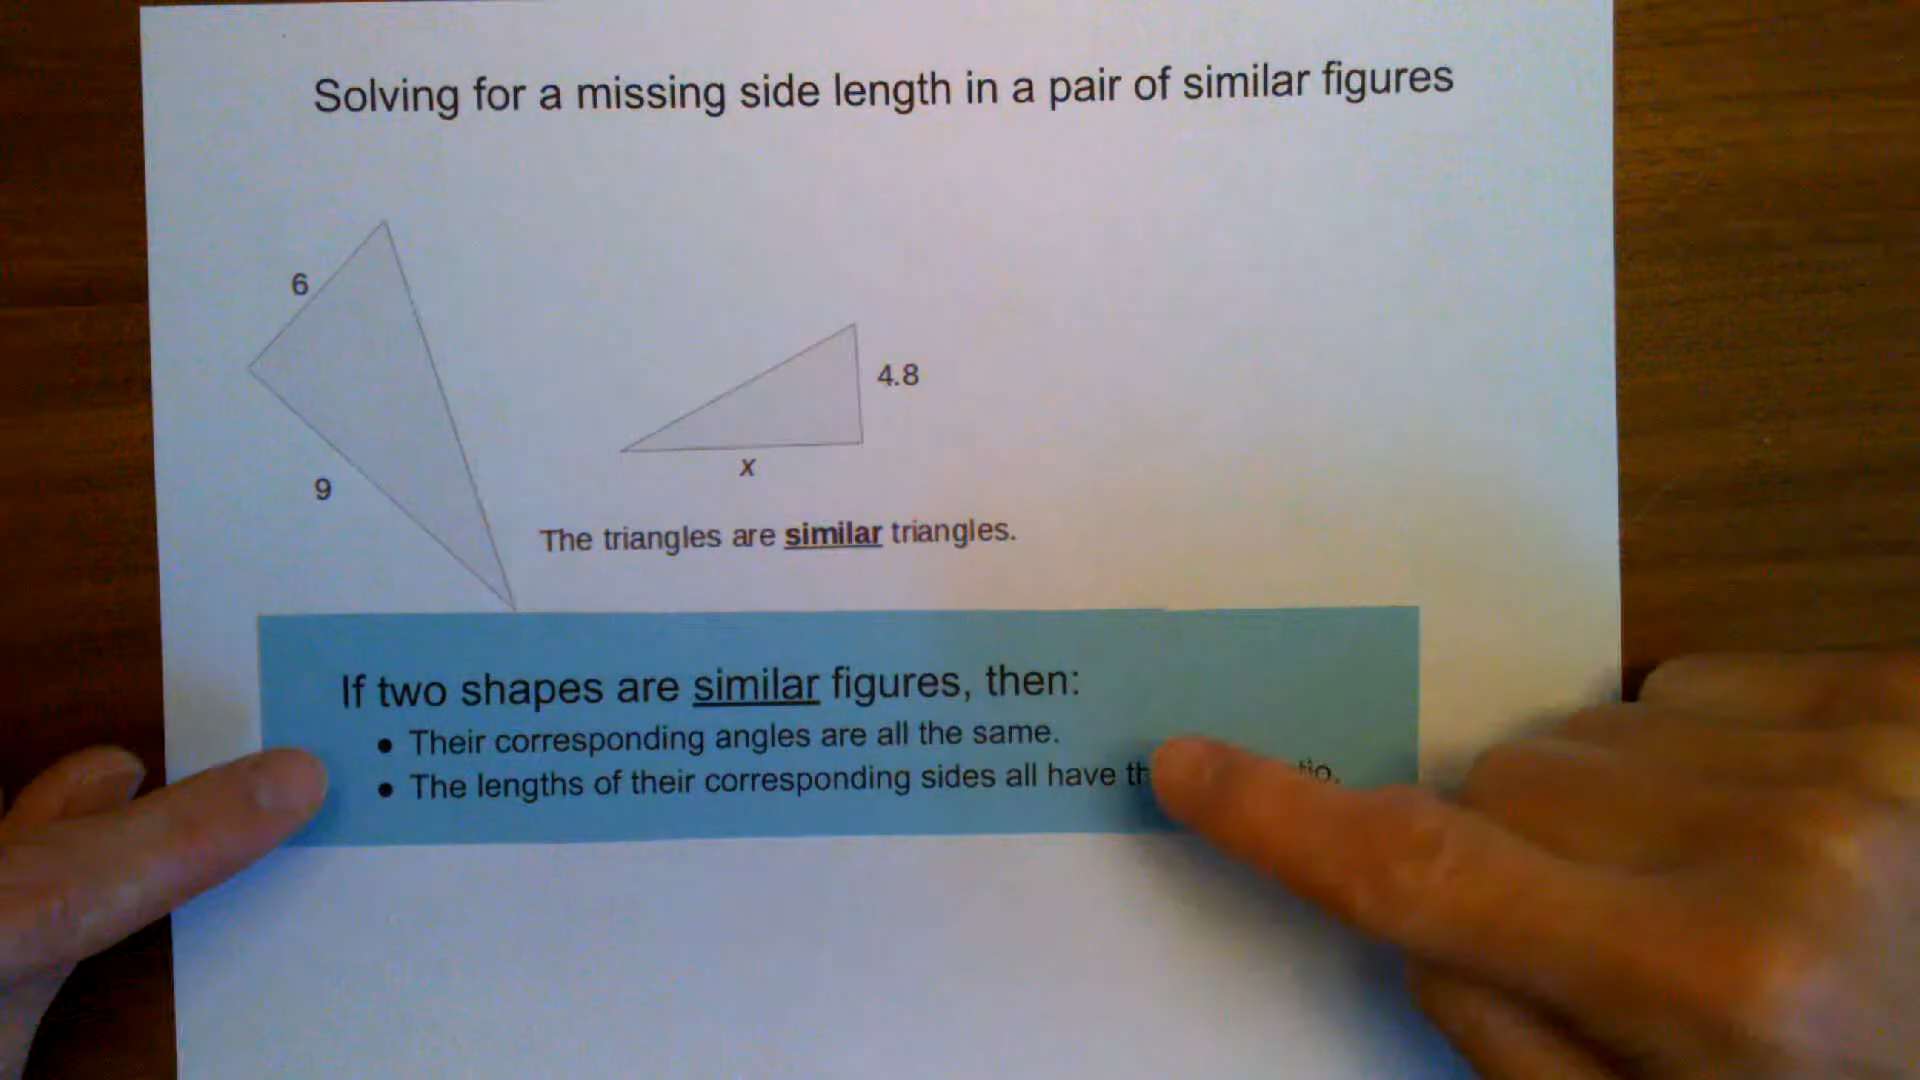 Solving for a missing side length in a pair of similar figures
6
4.8
x
9
The triangles are similar triangles.
If two shapes are similar figures, then:
• Their corresponding angles are all the same.
• The lengths of their corresponding sides all have